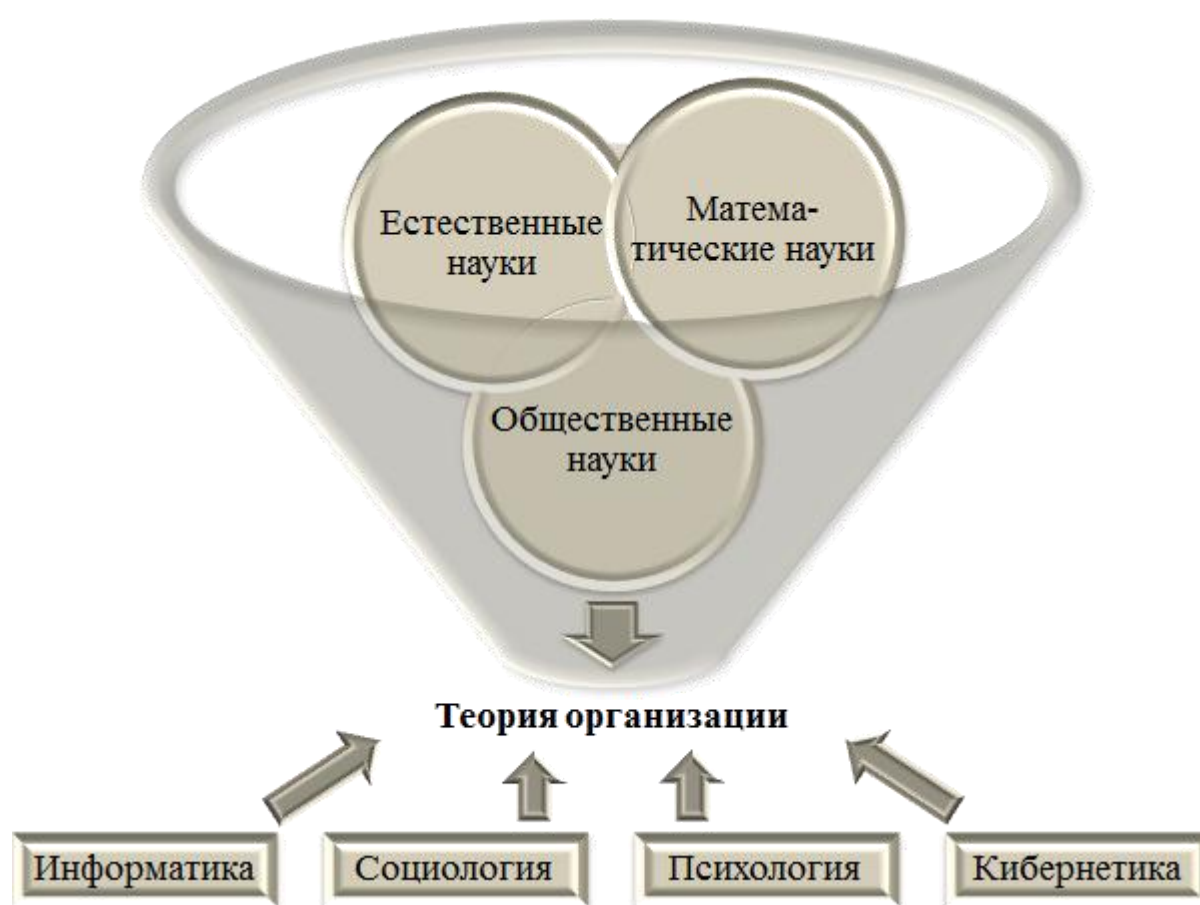 Естественные
науки
Матема-
тические науки
Общественные
науки
Теория организации
Информатика
Социология
Психология
Кибернетика